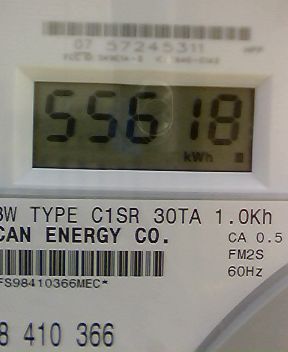 07 57245311
55618
kWh
3W TYPE C1SR 30TA 1.0Kh
CAN ENERGY CO.
CA 0.5
FM2S
60Hz
FS98410366MEC*
8 410 366